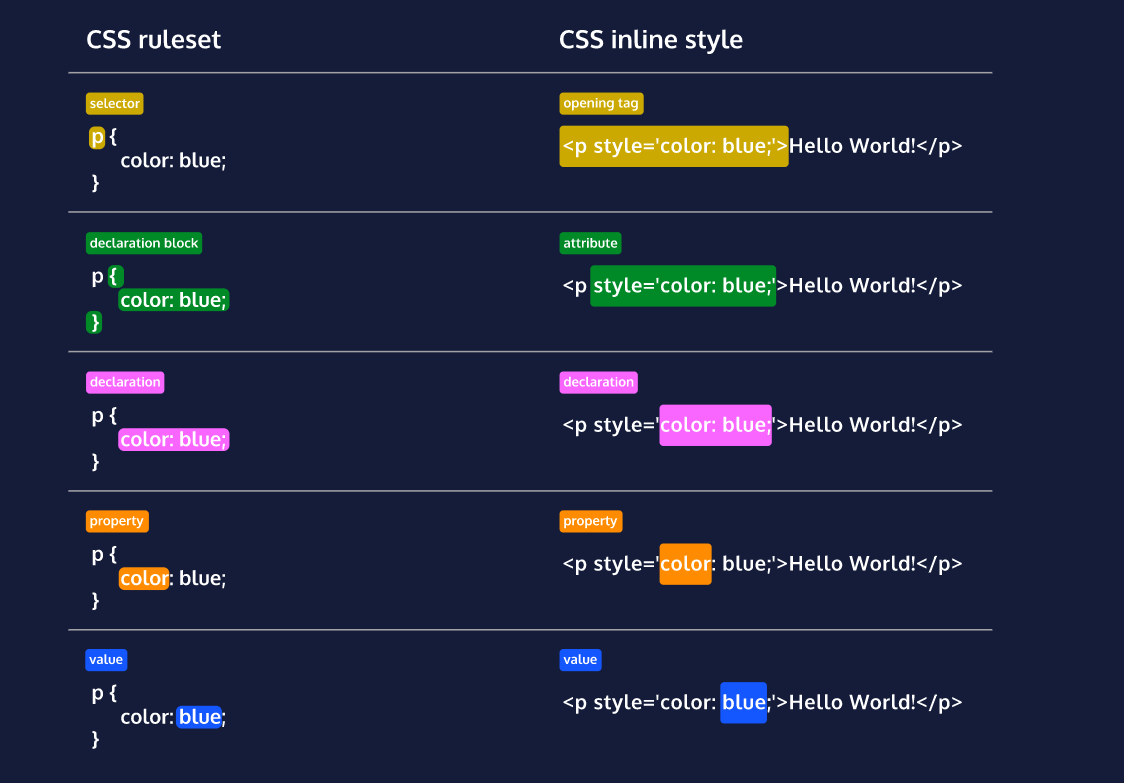 CSS ruleset
CSS inline style
selector
p {
color: blue;
}
opening tag
<p style='color: blue;'>Hello World!</p>
declaration block
p {
color: blue;
}
attribute
<p style='color: blue;'>Hello World!</p>
declaration
p {
color: blue;
}
declaration
<p style='color: blue;'>Hello World!</p>
property
p {
color: blue;
}
property
<p style='color: blue;'>Hello World!</p>
value
p {
color: blue;
}
value
<p style='color: blue;'>Hello World!</p>